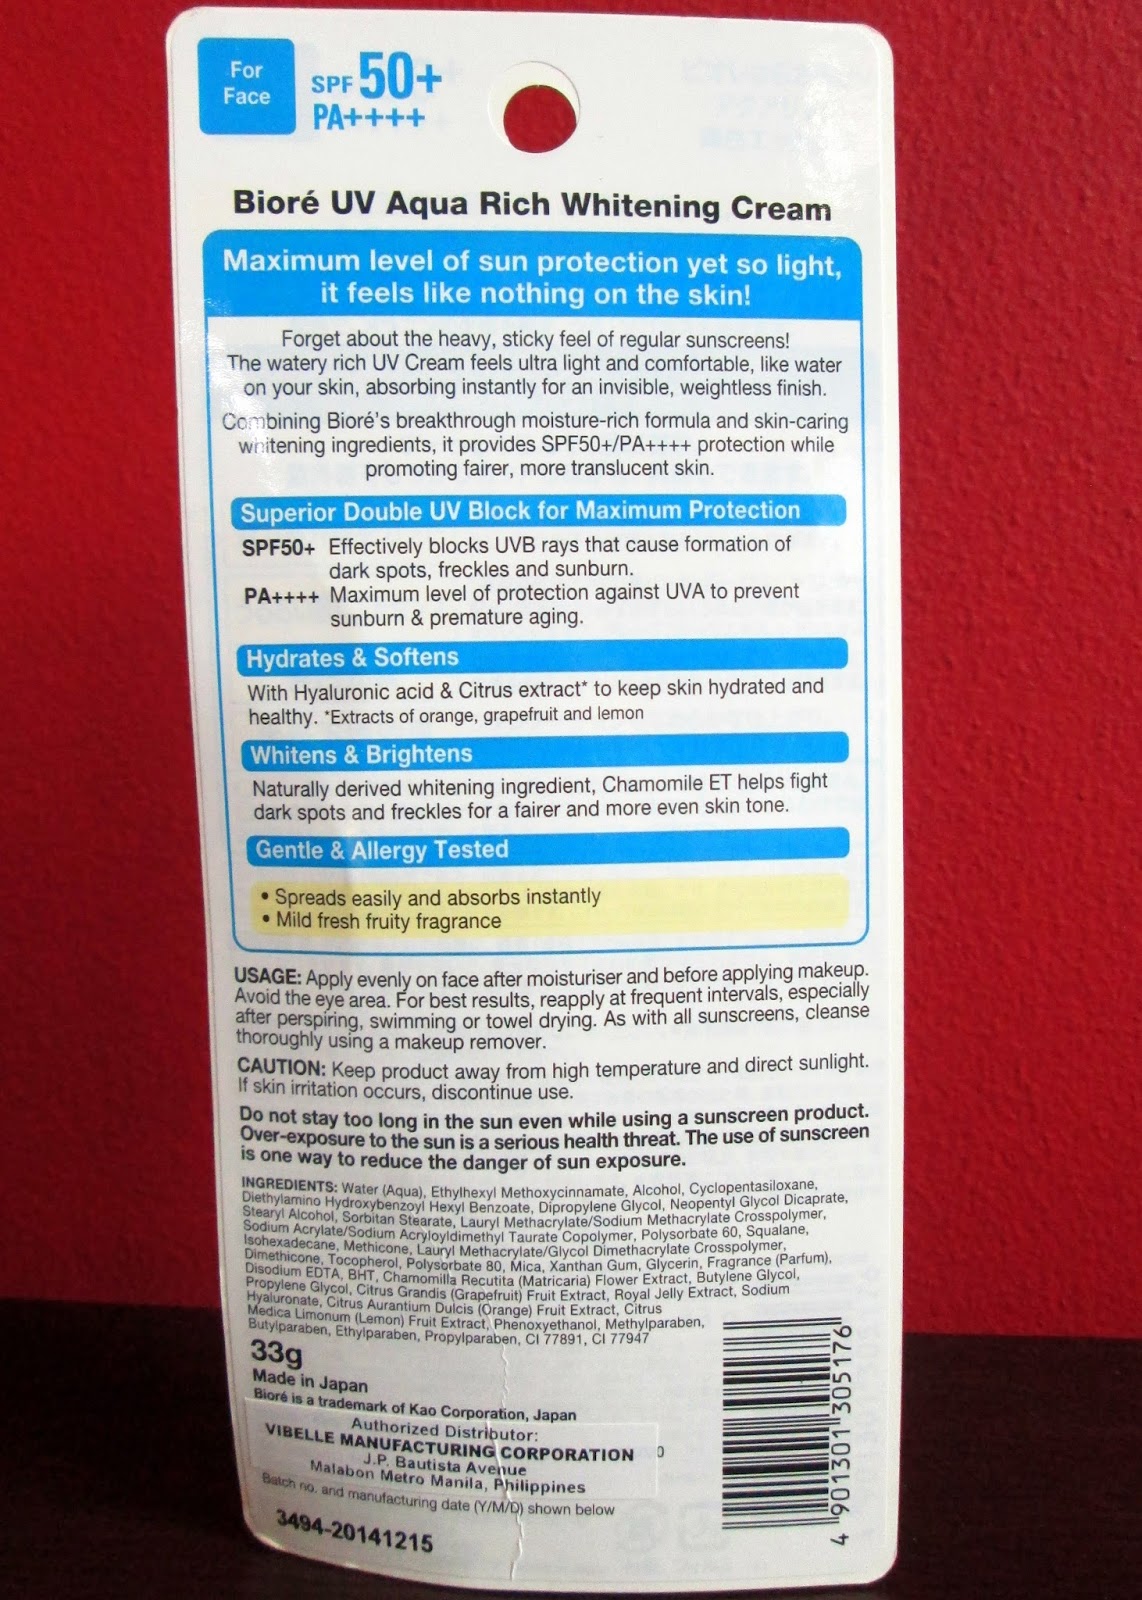 For
Face
SPF 50+
PA++++
Bioré UV Aqua Rich Whitening Cream
Maximum level of sun protection yet so light,
it feels like nothing on the skin!
Forget about the heavy, sticky feel of regular sunscreens!
The watery rich UV Cream feels ultra light and comfortable, like water
on your skin, absorbing instantly for an invisible, weightless finish.
Combining Bioré's breakthrough moisture-rich formula and skin-caring
whitening ingredients, it provides SPF50+/PA++++ protection while
promoting fairer, more translucent skin.
Superior Double UV Block for Maximum Protection
SPF50+ Effectively blocks UVB rays that cause formation of
dark spots, freckles and sunburn.
PA++++ Maximum level of protection against UVA to prevent
sunburn & premature aging.
Hydrates & Softens
With Hyaluronic acid & Citrus extract* to keep skin hydrated and
healthy. *Extracts of orange, grapefruit and lemon
Whitens & Brightens
Naturally derived whitening ingredient, Chamomile ET helps fight
dark spots and freckles for a fairer and more even skin tone.
Gentle & Allergy Tested
• Spreads easily and absorbs instantly
• Mild fresh fruity fragrance
USAGE: Apply evenly on face after moisturiser and before applying makeup.
Avoid the eye area. For best results, reapply at frequent intervals, especially
after perspiring, swimming or towel drying. As with all sunscreens, cleanse
thoroughly using a makeup remover.
CAUTION: Keep product away from high temperature and direct sunlight.
If skin irritation occurs, discontinue use.
Do not stay too long in the sun even while using a sunscreen product.
Over-exposure to the sun is a serious health threat. The use of sunscreen
is one way to reduce the danger of sun exposure.
INGREDIENTS: Water (Aqua), Ethylhexyl Methoxycinnamate, Alcohol, Cyclopentasiloxane,
Diethylamino Hydroxybenzoyl Hexyl Benzoate, Dipropylene Glycol, Neopentyl Glycol Dicaprate,
Stearyl Alcohol, Sorbitan Stearate, Lauryl Methacrylate/Sodium Methacrylate Crosspolymer,
Sodium Acrylate/Sodium Acryloyldimethyl Taurate Copolymer, Polysorbate 60, Squalane,
Isohexadecane, Methicone, Lauryl Methacrylate/Glycol Dimethacrylate Crosspolymer,
Dimethicone, Tocopherol, Polysorbate 80, Mica, Xanthan Gum, Glycerin, Fragrance (Parfum),
Disodium EDTA, BHT, Chamomilla Recutita (Matricaria) Flower Extract, Butylene Glycol,
Propylene Glycol, Citrus Grandis (Grapefruit) Fruit Extract, Royal Jelly Extract, Sodium
Hyaluronate, Citrus Aurantium Dulcis (Orange) Fruit Extract, Citrus
Medica Limonum (Lemon) Fruit Extract, Phenoxyethanol, Methylparaben,
Butylparaben, Ethylparaben, Propylparaben, CI 77891, CI 77947
33g
Made in Japan
Bioré is a trademark of Kao Corporation, Japan
Authorized Distributor:
VIBELLE MANUFACTURING CORPORATION
J.P. Bautista Avenue
Malabon Metro Manila, Philippines
Batch no. and manufacturing date (Y/M/D) shown below
3494-20141215
4 901301 305176